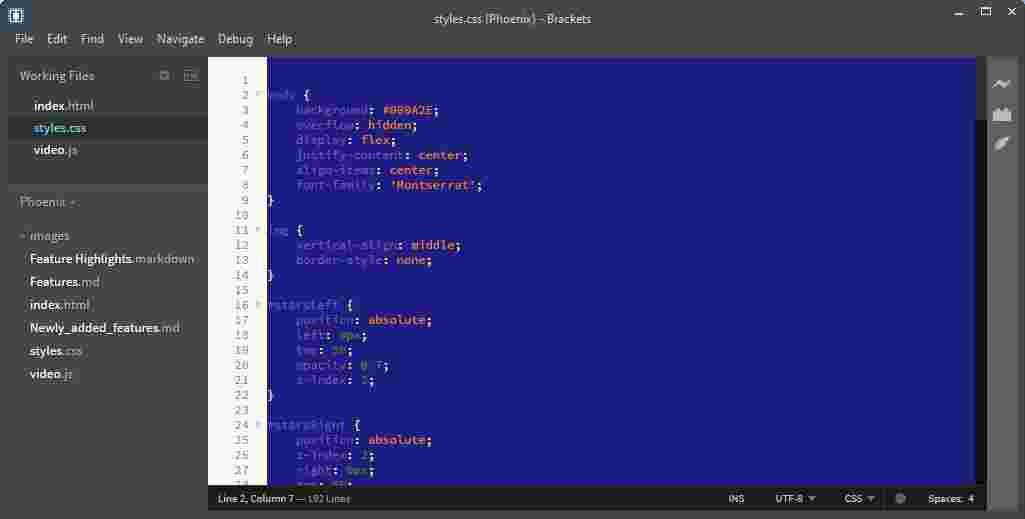 styles.css (Phoenix) - Brackets
File Edit Find View Navigate Debug Help
Working Files
index.html
styles.css
video.js
Phoenix
images
Feature Highlights.markdown
Features.md
index.html
Newly_added_features.md
styles.css
video.js
1
2 body {
3 background:
4 overflow: hidden;
5 display: flex;
6 justify-content: center;
7 align-items: center;
8 font-family: 'Montserrat';
9 }
10
11 img {
12 vertical-align: middle;
13 border-style: none;
14 }
15
16 #starsLeft {
17 position: absolute;
18 left: 0px;
19 top:
20 opacity: 0.7;
21 z-index: 2;
22 }
23
24 #starsRight {
25 position: absolute;
26 z-index: 2;
27 right: 0px;
Line 2, Column 7 — 192 Lines
INS UTF-8 CSS Spaces: 4